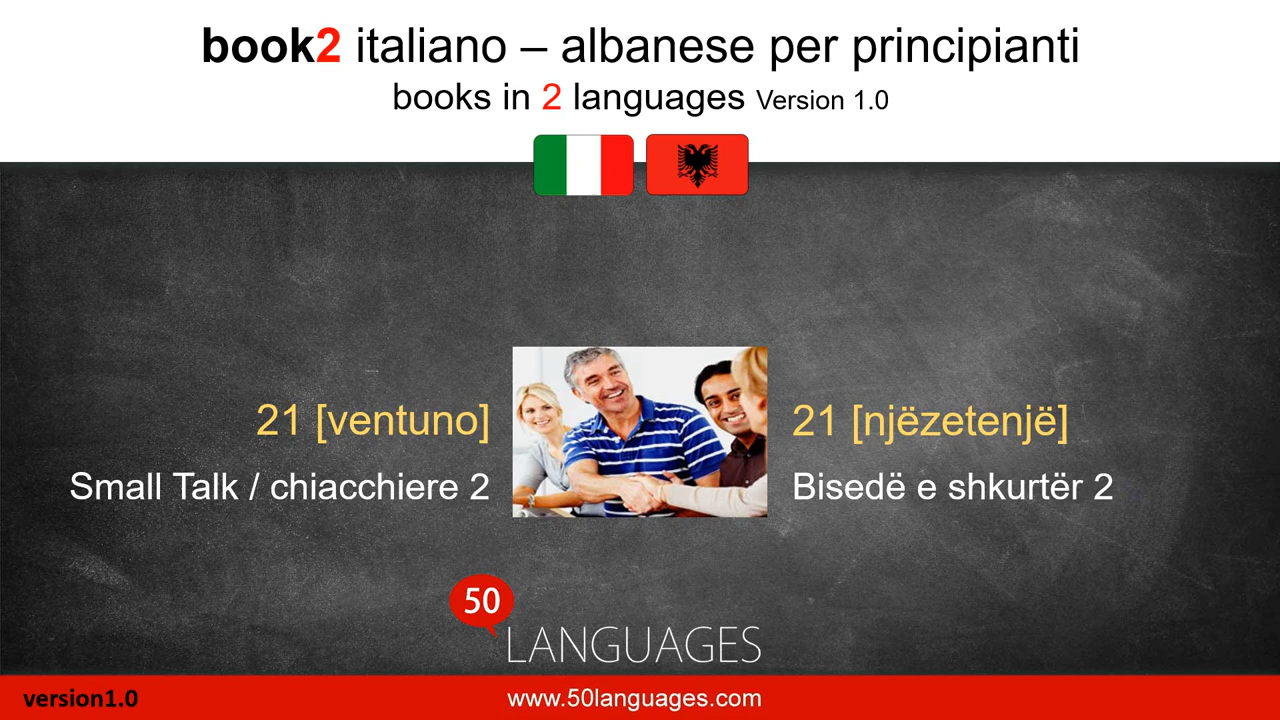 book2 italiano – albanese per principianti
books in 2 languages Version 1.0
21 [ventuno]
Small Talk / chiacchiere 2
21 [njëzetenjë]
Bisedë e shkurtër 2
50
LANGUAGES
version1.0
www.50languages.com